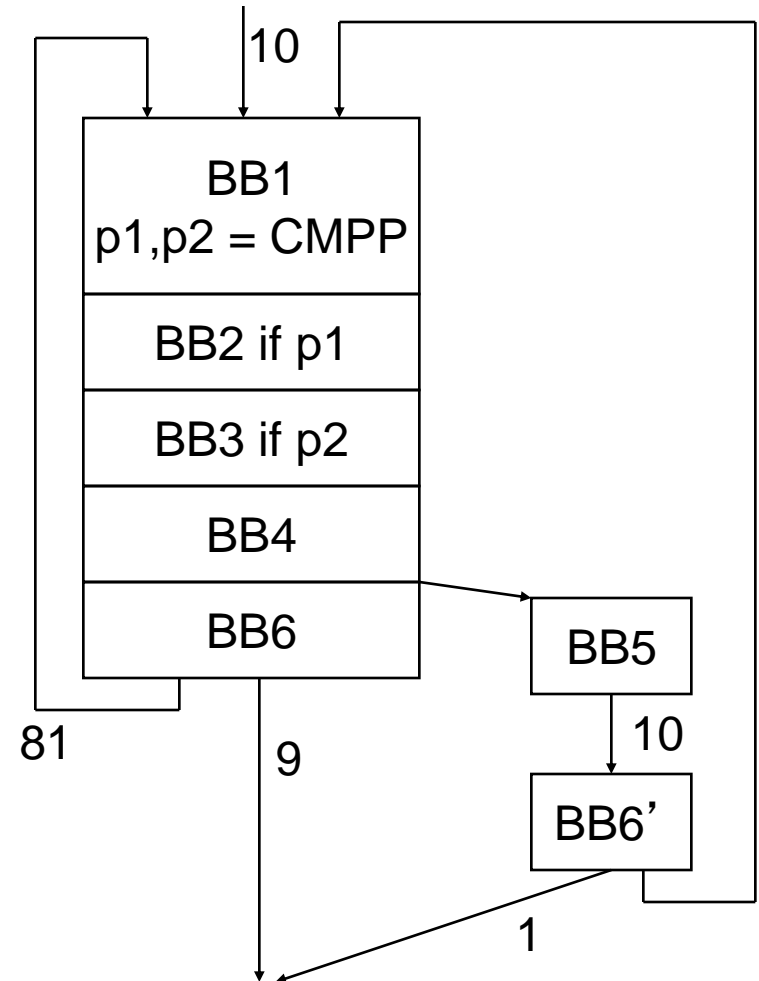 10
BB1
p1,p2 = CMPP
BB2 if p1
BB3 if p2
BB4
BB6
BB5
81
9
10
BB6’
1